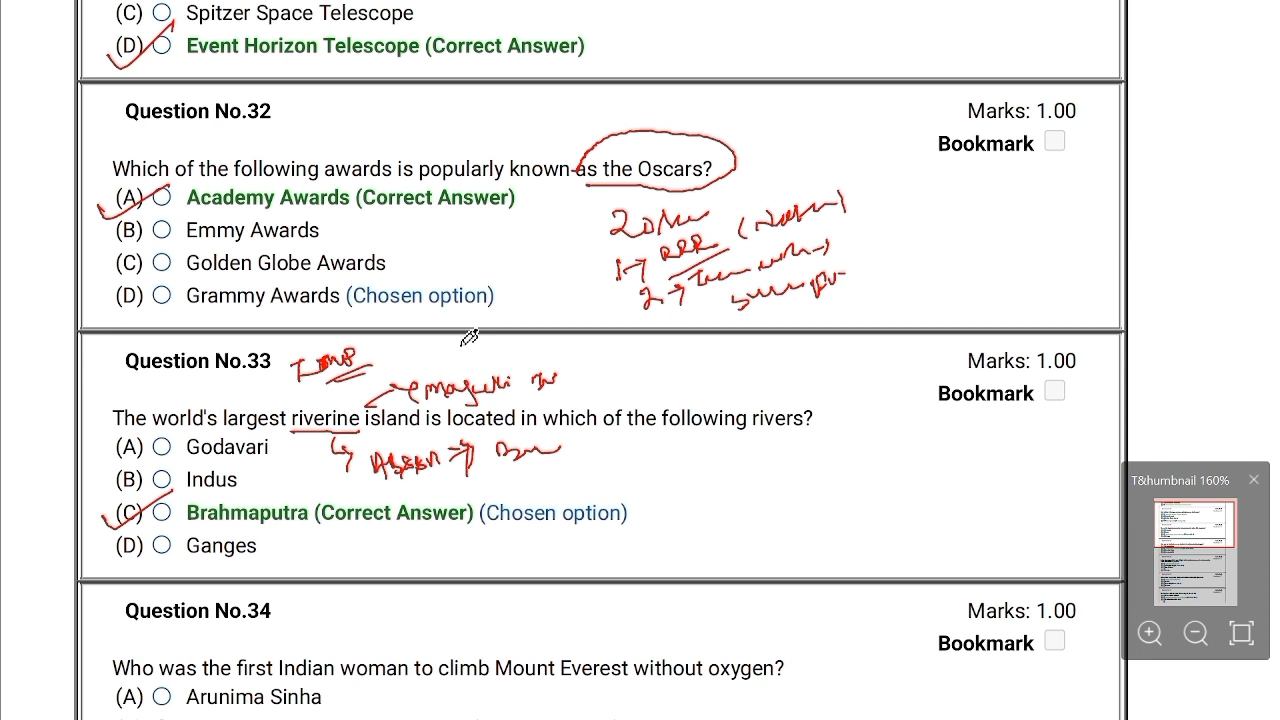 (C) Spitzer Space Telescope
(D) Event Horizon Telescope (Correct Answer)
Question No.32 Marks: 1.00
Bookmark
Which of the following awards is popularly known as the Oscars?
(A) Academy Awards (Correct Answer)
(B) Emmy Awards
(C) Golden Globe Awards
(D) Grammy Awards (Chosen option)
1→ RRR
2→
Question No.33 Marks: 1.00
Bookmark
The world's largest riverine island is located in which of the following rivers?
(A) Godavari
(B) Indus
(C) Brahmaputra (Correct Answer) (Chosen option)
(D) Ganges
T&humbnail 160%
Question No.34 Marks: 1.00
Bookmark
Who was the first Indian woman to climb Mount Everest without oxygen?
(A) Arunima Sinha